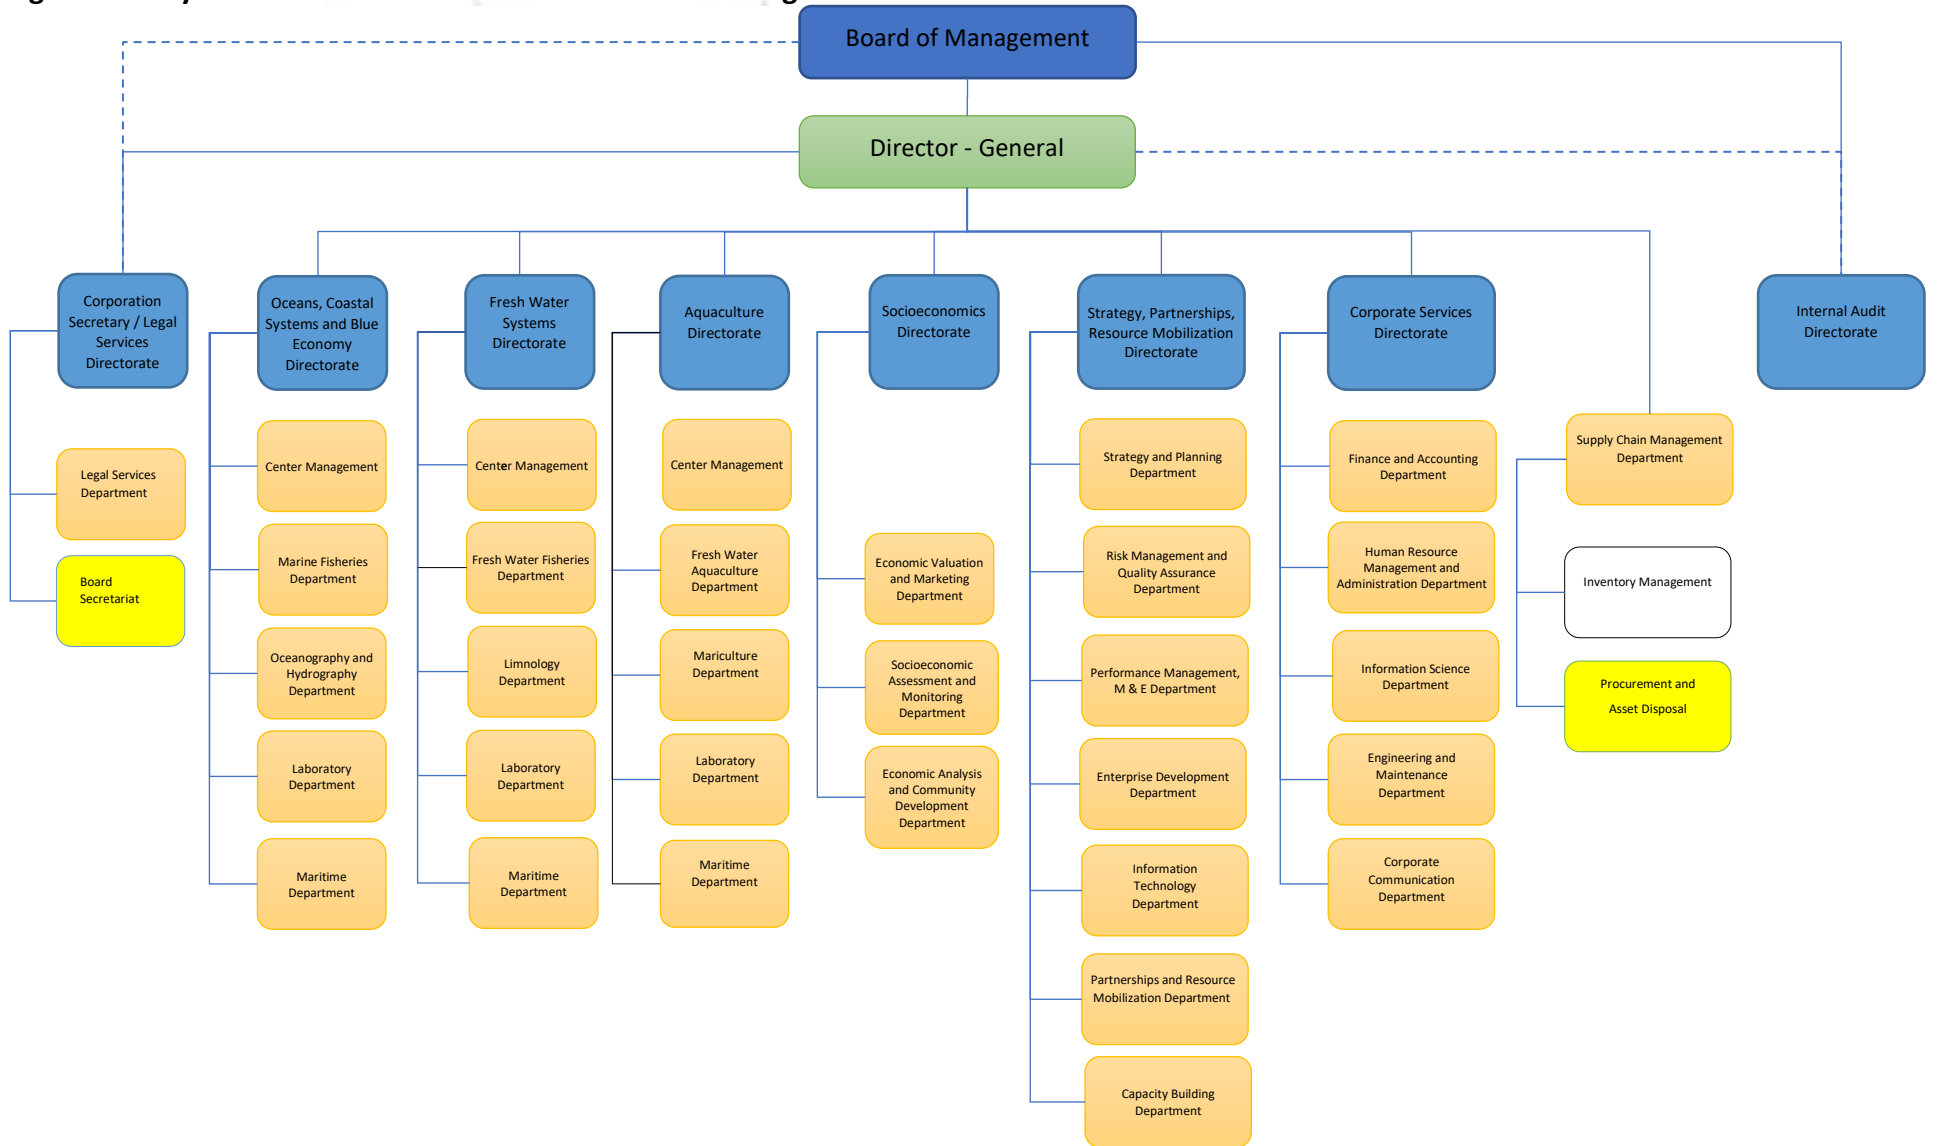 Board of Management
Director - General
Corporation
Secretary / Legal
Services
Directorate
Legal Services
Department
Board
Secretariat
Oceans, Coastal
Systems and Blue
Economy
Directorate
Center Management
Marine Fisheries
Department
Oceanography and
Hydrography
Department
Laboratory
Department
Maritime
Department
Fresh Water
Systems
Directorate
Center Management
Fresh Water Fisheries
Department
Limnology
Department
Laboratory
Department
Maritime
Department
Aquaculture
Directorate
Center Management
Fresh Water
Aquaculture
Department
Mariculture
Department
Laboratory
Department
Maritime
Department
Socioeconomics
Directorate
Economic Valuation
and Marketing
Department
Socioeconomic
Assessment and
Monitoring
Department
Economic Analysis
and Community
Development
Department
Strategy, Partnerships,
Resource Mobilization
Directorate
Strategy and Planning
Department
Risk Management and
Quality Assurance
Department
Performance Management,
M & E Department
Enterprise Development
Department
Information
Technology
Department
Partnerships and Resource
Mobilization Department
Capacity Building
Department
Corporate Services
Directorate
Finance and Accounting
Department
Human Resource
Management and
Administration Department
Information Science
Department
Engineering and
Maintenance
Department
Corporate
Communication
Department
Supply Chain Management
Department
Inventory Management
Procurement and
Asset Disposal
Internal Audit
Directorate